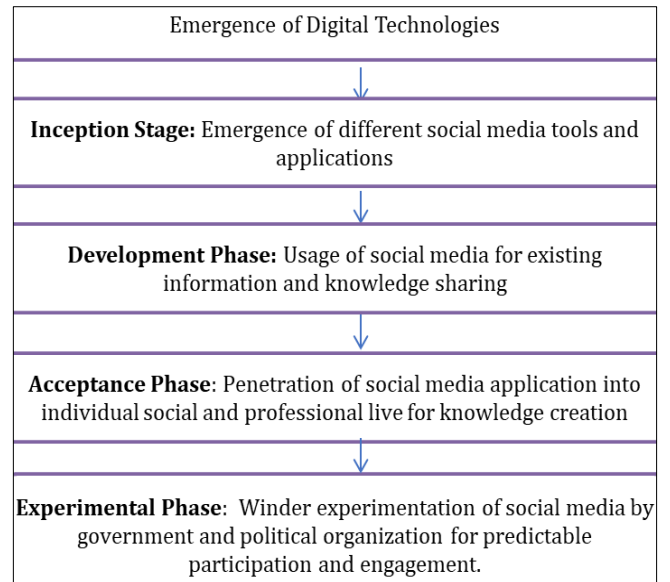 Emergence of Digital Technologies
Inception Stage: Emergence of different social media tools and
applications
Development Phase: Usage of social media for existing
information and knowledge sharing
Acceptance Phase: Penetration of social media application into
individual social and professional live for knowledge creation
Experimental Phase:  Winder experimentation of social media by
government and political organization for predictable
participation and engagement.